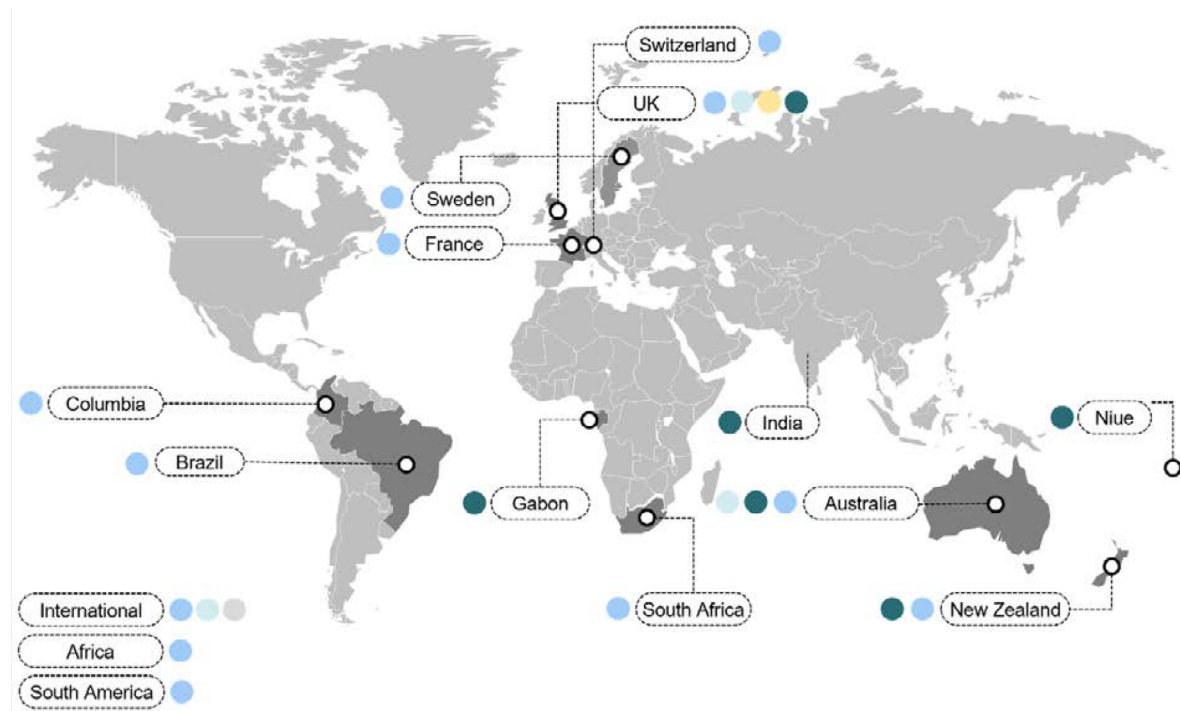 Switzerland
UK
Sweden
France
Columbia
Brazil
India
Niue
Gabon
Australia
South Africa
New Zealand
International
Africa
South America